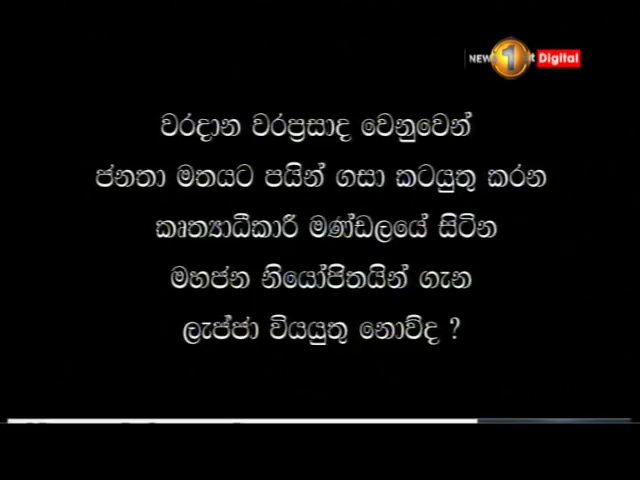 NEWS 1st Digital
වරදාන වරප්‍රසාද වෙනුවෙන්
ජනතා මතයට පයින් ගසා කටයුතු කරන
කෘත්‍යාධිකාරී මණ්ඩලයේ සිටින
මහජන නියෝජිතයින් ගැන
ලැජ්ජා වියයුතු නොව්ද ?